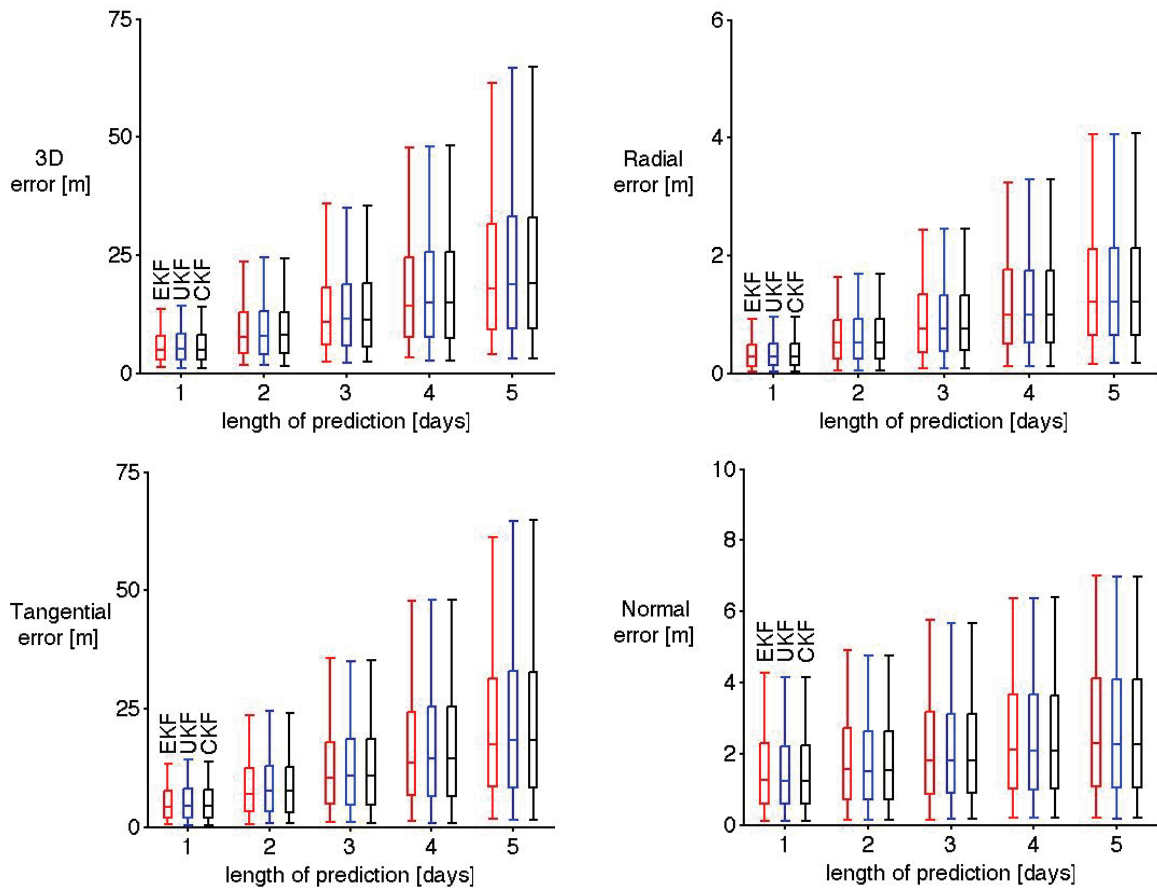 75
50
25
0
3D
error [m]
EKF
UKF
CKF
1 2 3 4 5
length of prediction [days]
6
4
2
0
Radial
error [m]
EKF
UKF
CKF
1 2 3 4 5
length of prediction [days]
75
50
25
0
Tangential
error [m]
EKF
UKF
CKF
1 2 3 4 5
length of prediction [days]
10
8
6
4
2
0
Normal
error [m]
EKF
UKF
CKF
1 2 3 4 5
length of prediction [days]